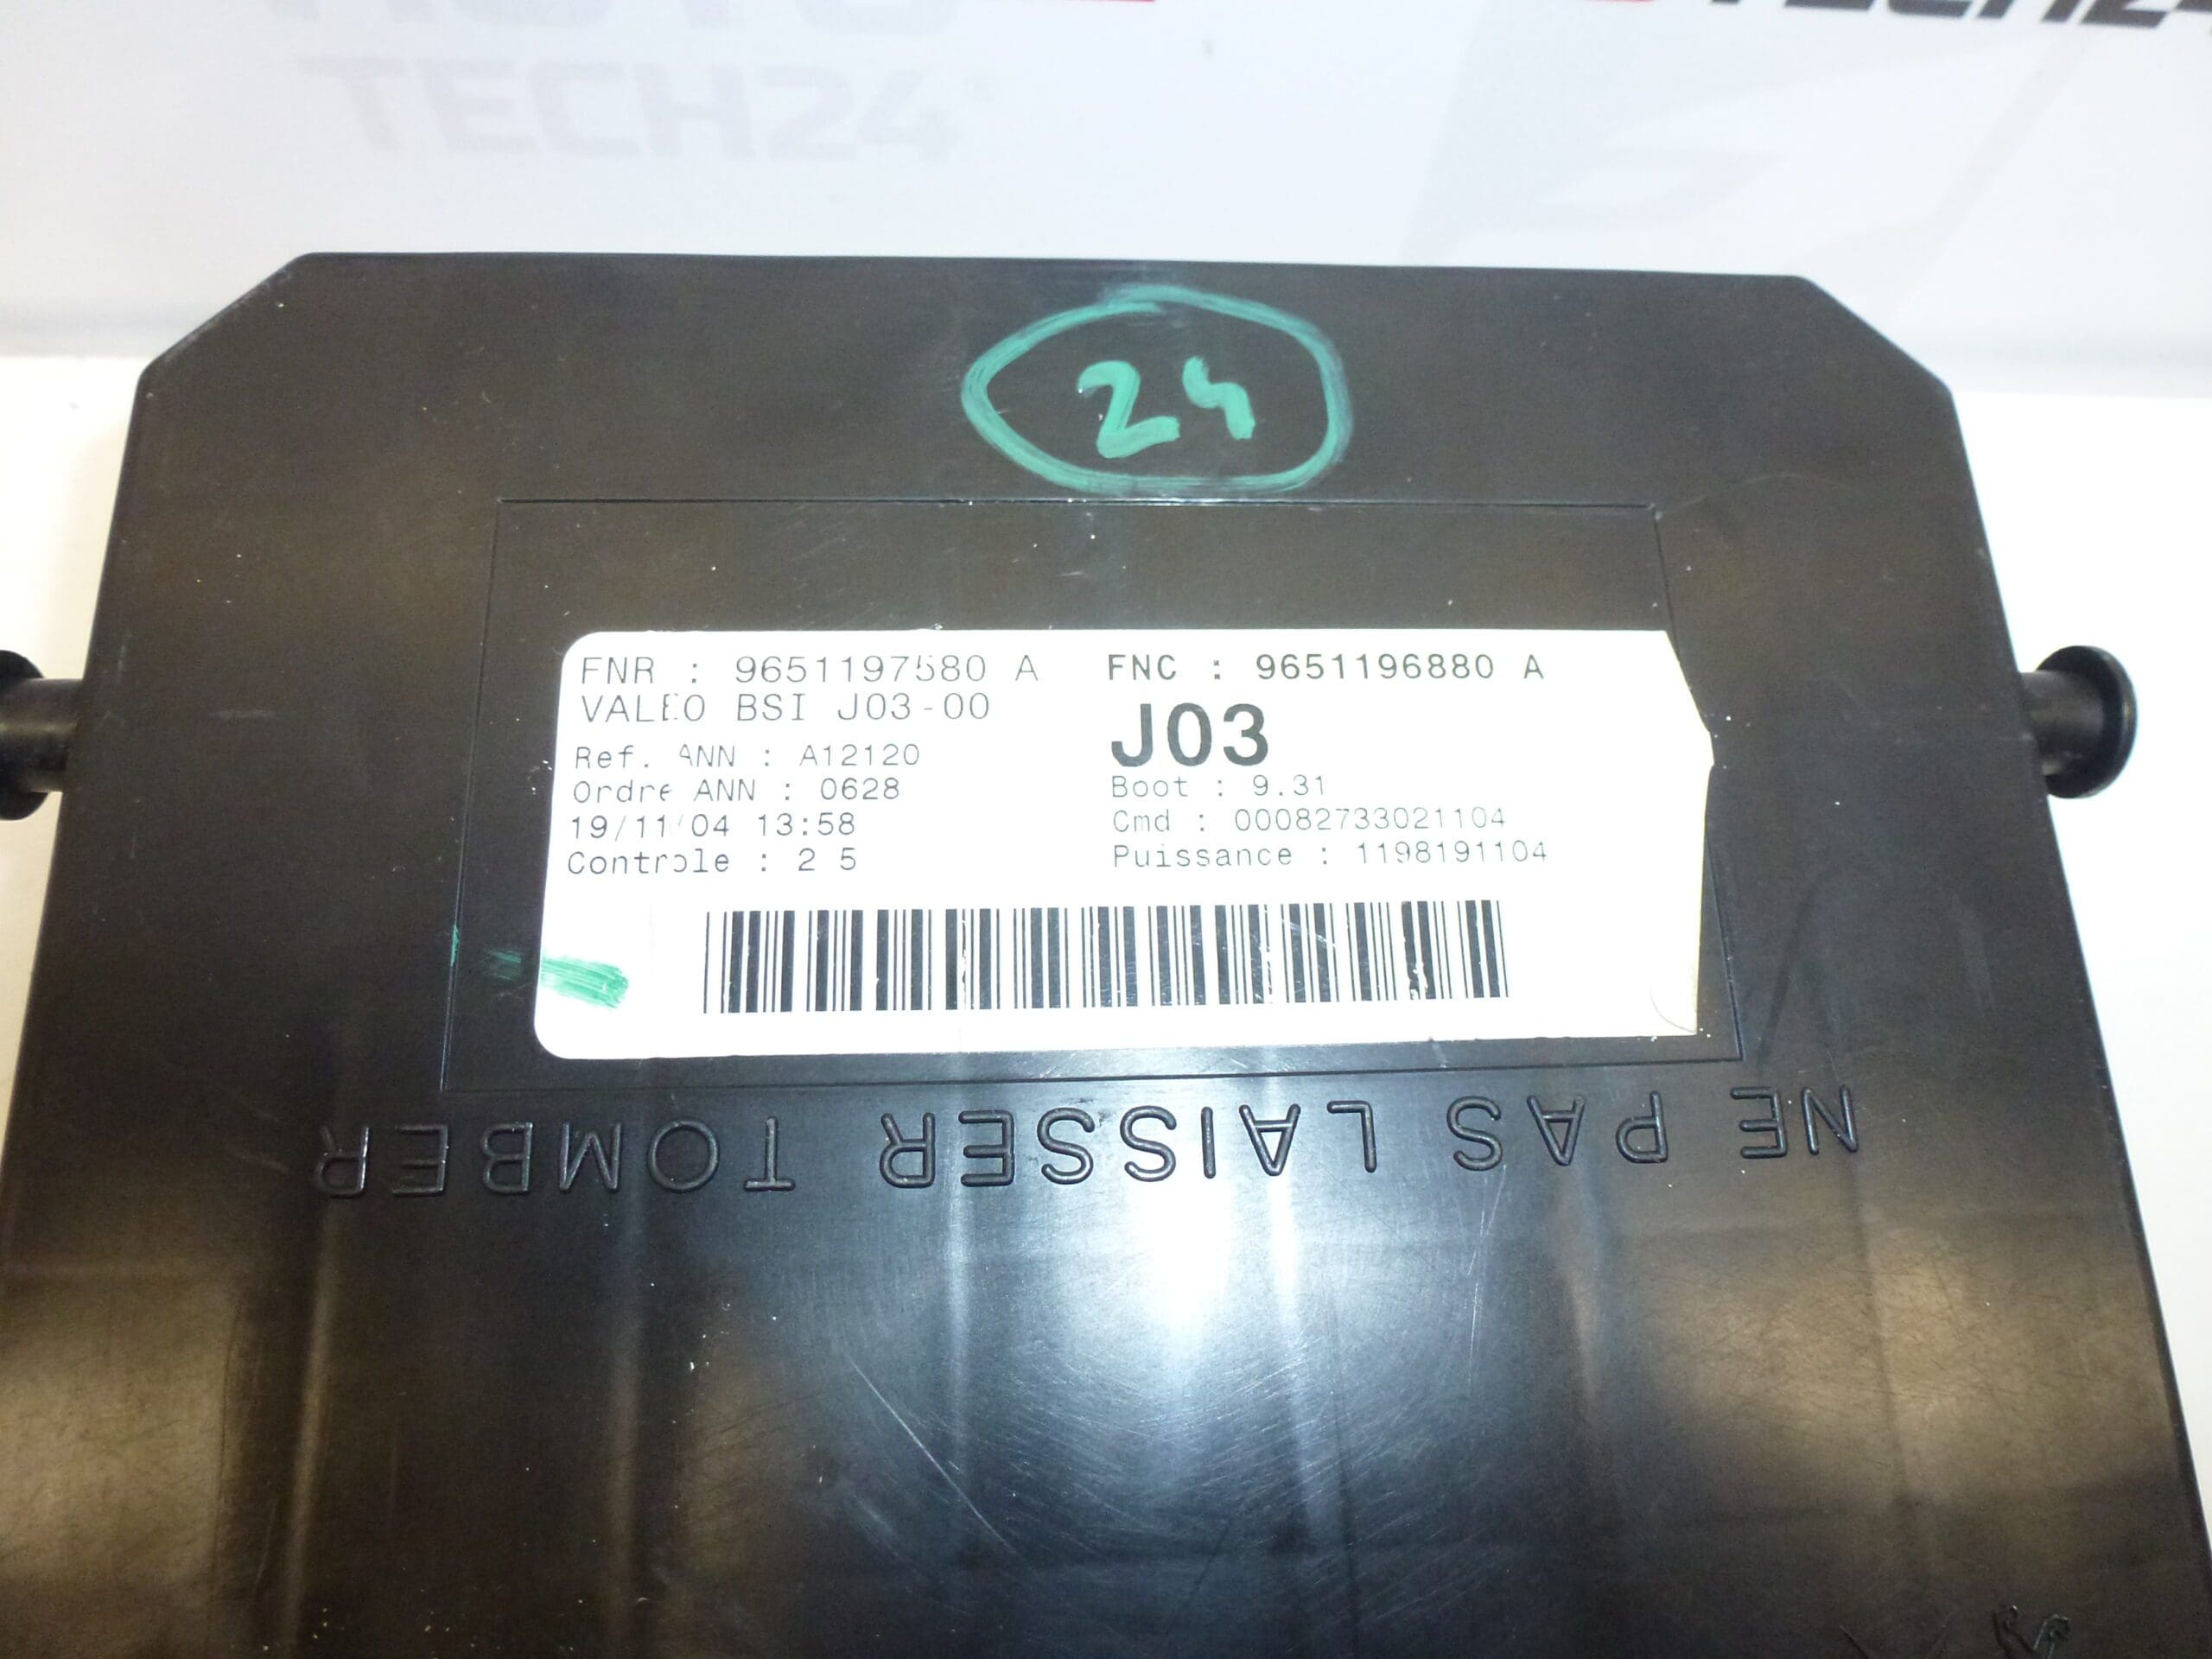 TECH24
24
FNR : 9651197580 A
VALEO BSI J03-00
Ref. ANN : A12120
Ordre ANN : 0628
19/11/04 13:58
Controle : 2 5
FNC : 9651196880 A
J03
Boot : 9.31
Cmd : 00082733021104
Puissance : 1198191104
NE PAS LAISSER TOMBER